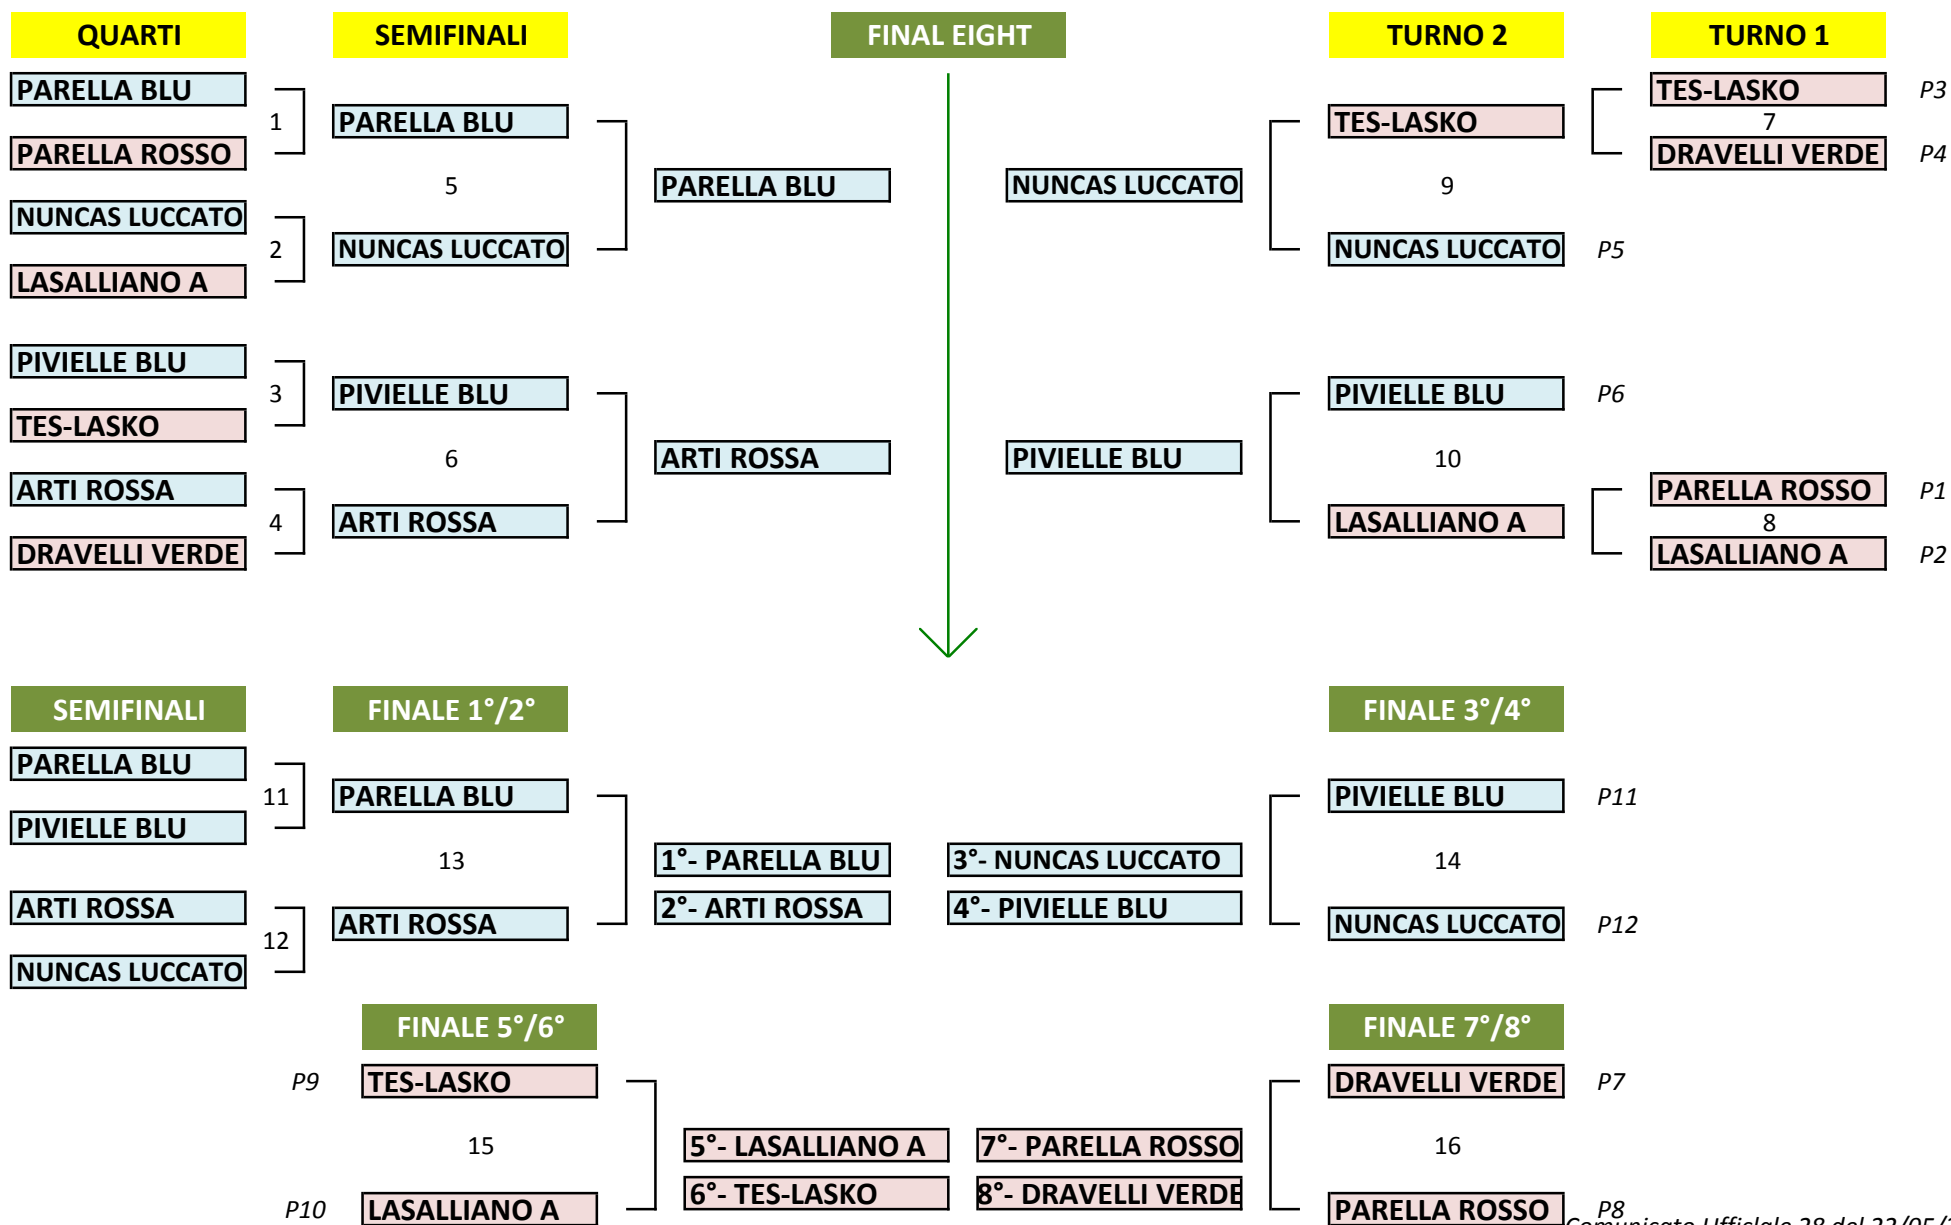 QUARTI SEMIFINALI FINAL EIGHT TURNO 2 TURNO 1
PARELLA BLU TES-LASKO P3
1 PARELLA BLU TES-LASKO 7
PARELLA ROSSO DRAVELLI VERDE P4
5 PARELLA BLU NUNCAS LUCCATO 9
NUNCAS LUCCATO
2 NUNCAS LUCCATO NUNCAS LUCCATO P5
LASALLIANO A
PIVIELLE BLU
3 PIVIELLE BLU PIVIELLE BLU P6
TES-LASKO
6 ARTI ROSSA PIVIELLE BLU 10
ARTI ROSSA PARELLA ROSSO P1
4 ARTI ROSSA LASALLIANO A 8
DRAVELLI VERDE LASALLIANO A P2
SEMIFINALI FINALE 1°/2° FINALE 3°/4°
PARELLA BLU
11 PARELLA BLU PIVIELLE BLU P11
PIVIELLE BLU
13 1°- PARELLA BLU 3°- NUNCAS LUCCATO 14
ARTI ROSSA 2°- ARTI ROSSA 4°- PIVIELLE BLU
12 ARTI ROSSA NUNCAS LUCCATO P12
NUNCAS LUCCATO
FINALE 5°/6° FINALE 7°/8°
P9 TES-LASKO DRAVELLI VERDE P7
15 5°- LASALLIANO A 7°- PARELLA ROSSO 16
6°- TES-LASKO 8°- DRAVELLI VERDE
P10 LASALLIANO A PARELLA ROSSO P8